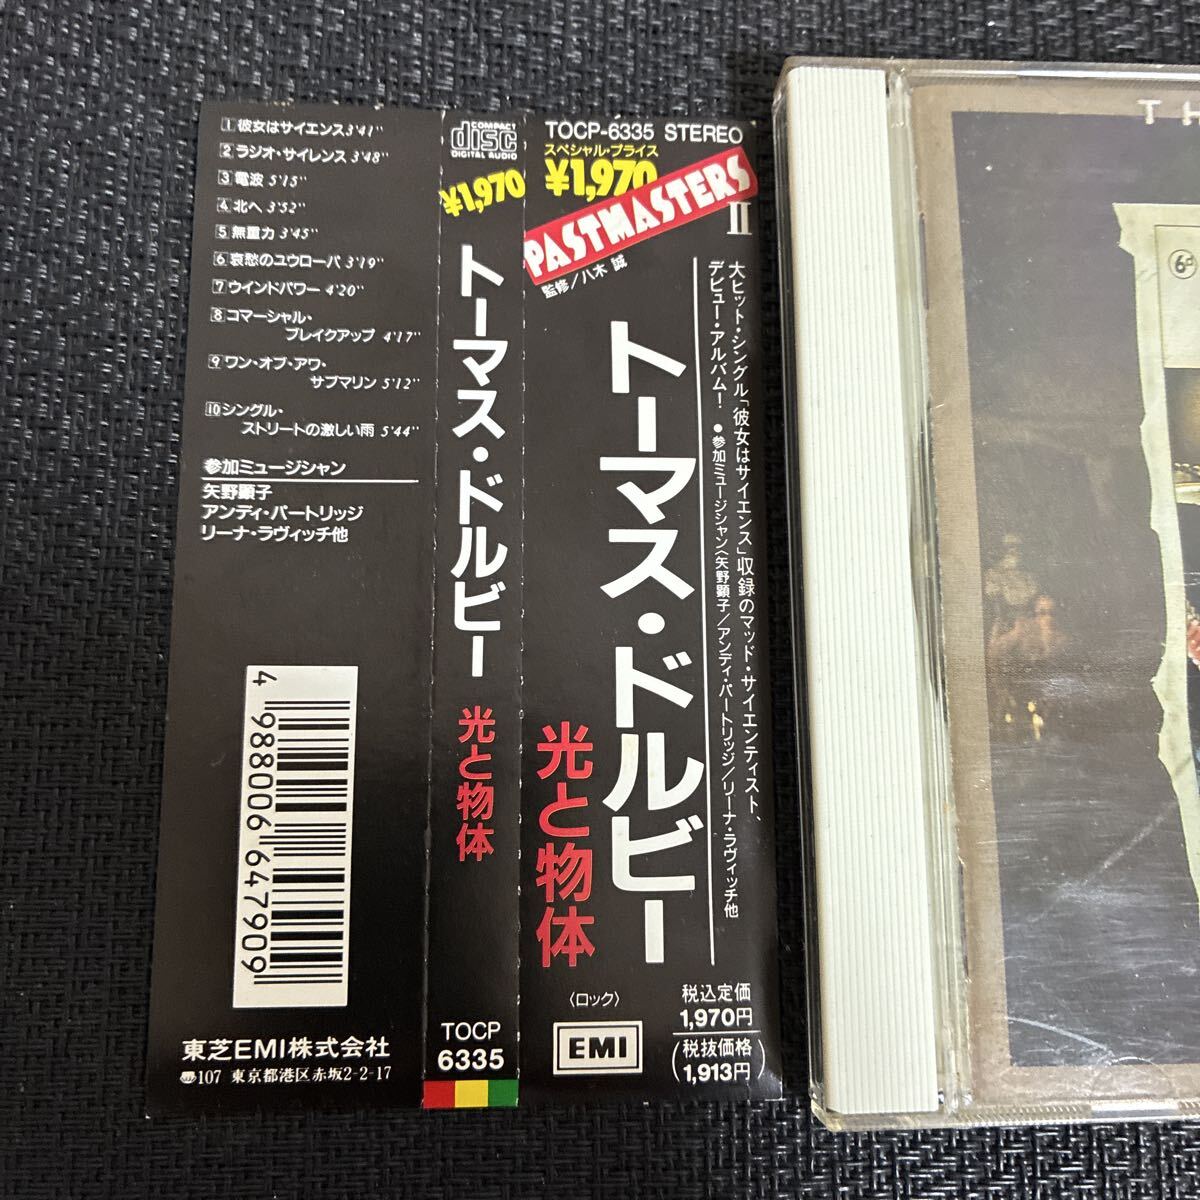 1 彼女はサイエンス3'41"
2 ラジオ・サイレンス 3'48"
3 電波 5'15"
4 北へ 3'52"
5 無重力 3'45"
6 哀愁のユウローパ 3'19"
7 ウインドパワー 4'20"
8 コマーシャル・
ブレイクアップ 4'17"
9 ワン・オブ・アワ・
サブマリン 5'12"
10 シングル・
ストリートの激しい雨 5'44"
参加ミュージシャン
矢野顕子
アンディ・パートリッジ
リーナ・ラヴィッチ他
4 988006 647909
東芝EMI株式会社
〠107 東京都港区赤坂2-2-17
COMPACT
disc
DIGITAL AUDIO
¥1,970
トーマス・ドルビー
光と物体
TOCP
6335
TOCP-6335 STEREO
スペシャル・プライス
¥1,970
PASTMASTERS
II
監修/八木 誠
大ヒット・シングル「彼女はサイエンス」収録のマッド・サイエンティスト、
デビュー・アルバム! ●参加ミュージシャン〈矢野顕子/アンディ・パートリッジ/リーナ・ラヴィッチ他
トーマス・ドルビー
光と物体
〈ロック〉
EMI
税込定価
1,970円
(税抜価格
1,913円)
TH
6d